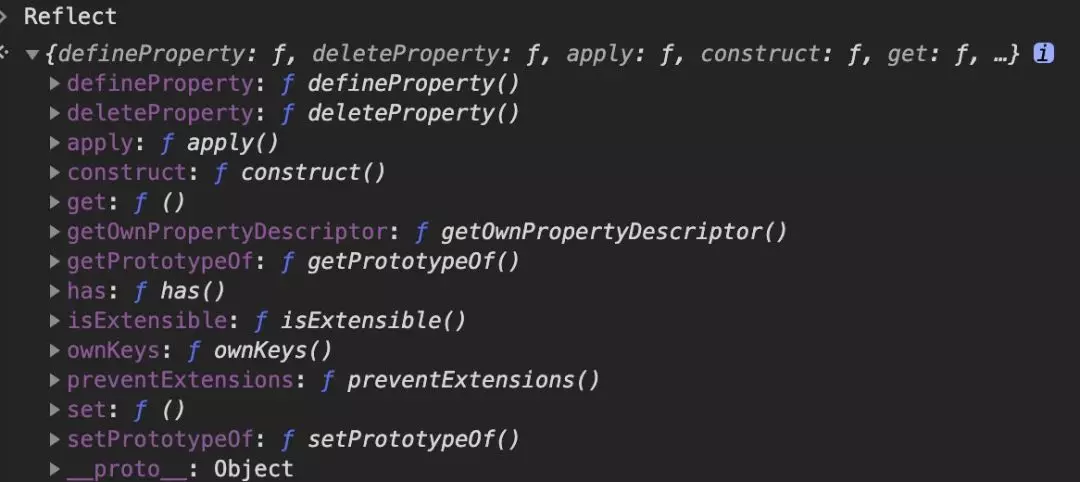 Reflect
{defineProperty: ƒ, deleteProperty: ƒ, apply: ƒ, construct: ƒ, get: ƒ, …} i
defineProperty: ƒ defineProperty()
deleteProperty: ƒ deleteProperty()
apply: ƒ apply()
construct: ƒ construct()
get: ƒ ()
getOwnPropertyDescriptor: ƒ getOwnPropertyDescriptor()
getPrototypeOf: ƒ getPrototypeOf()
has: ƒ has()
isExtensible: ƒ isExtensible()
ownKeys: ƒ ownKeys()
preventExtensions: ƒ preventExtensions()
set: ƒ ()
setPrototypeOf: ƒ setPrototypeOf()
__proto__: Object